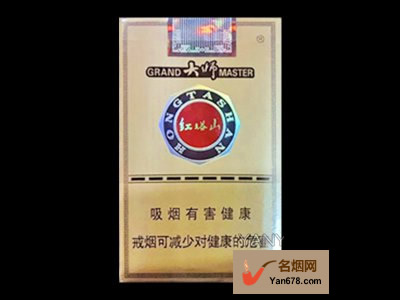 ®
GRAND 大师 MASTER
HONGTASHAN
红塔山
吸烟有害健康
戒烟可减少对健康的危害
名烟网
Yan678.com